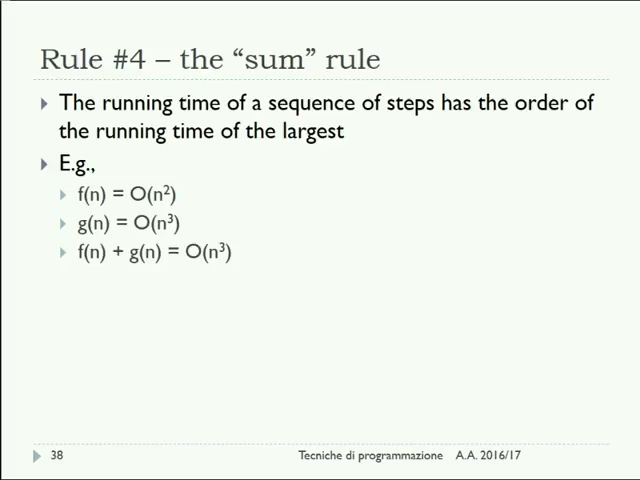 Rule #4 – the “sum” rule
The running time of a sequence of steps has the order of
the running time of the largest
E.g.,
f(n) = O(n²)
g(n) = O(n³)
f(n) + g(n) = O(n³)
38 Tecniche di programmazione A.A. 2016/17